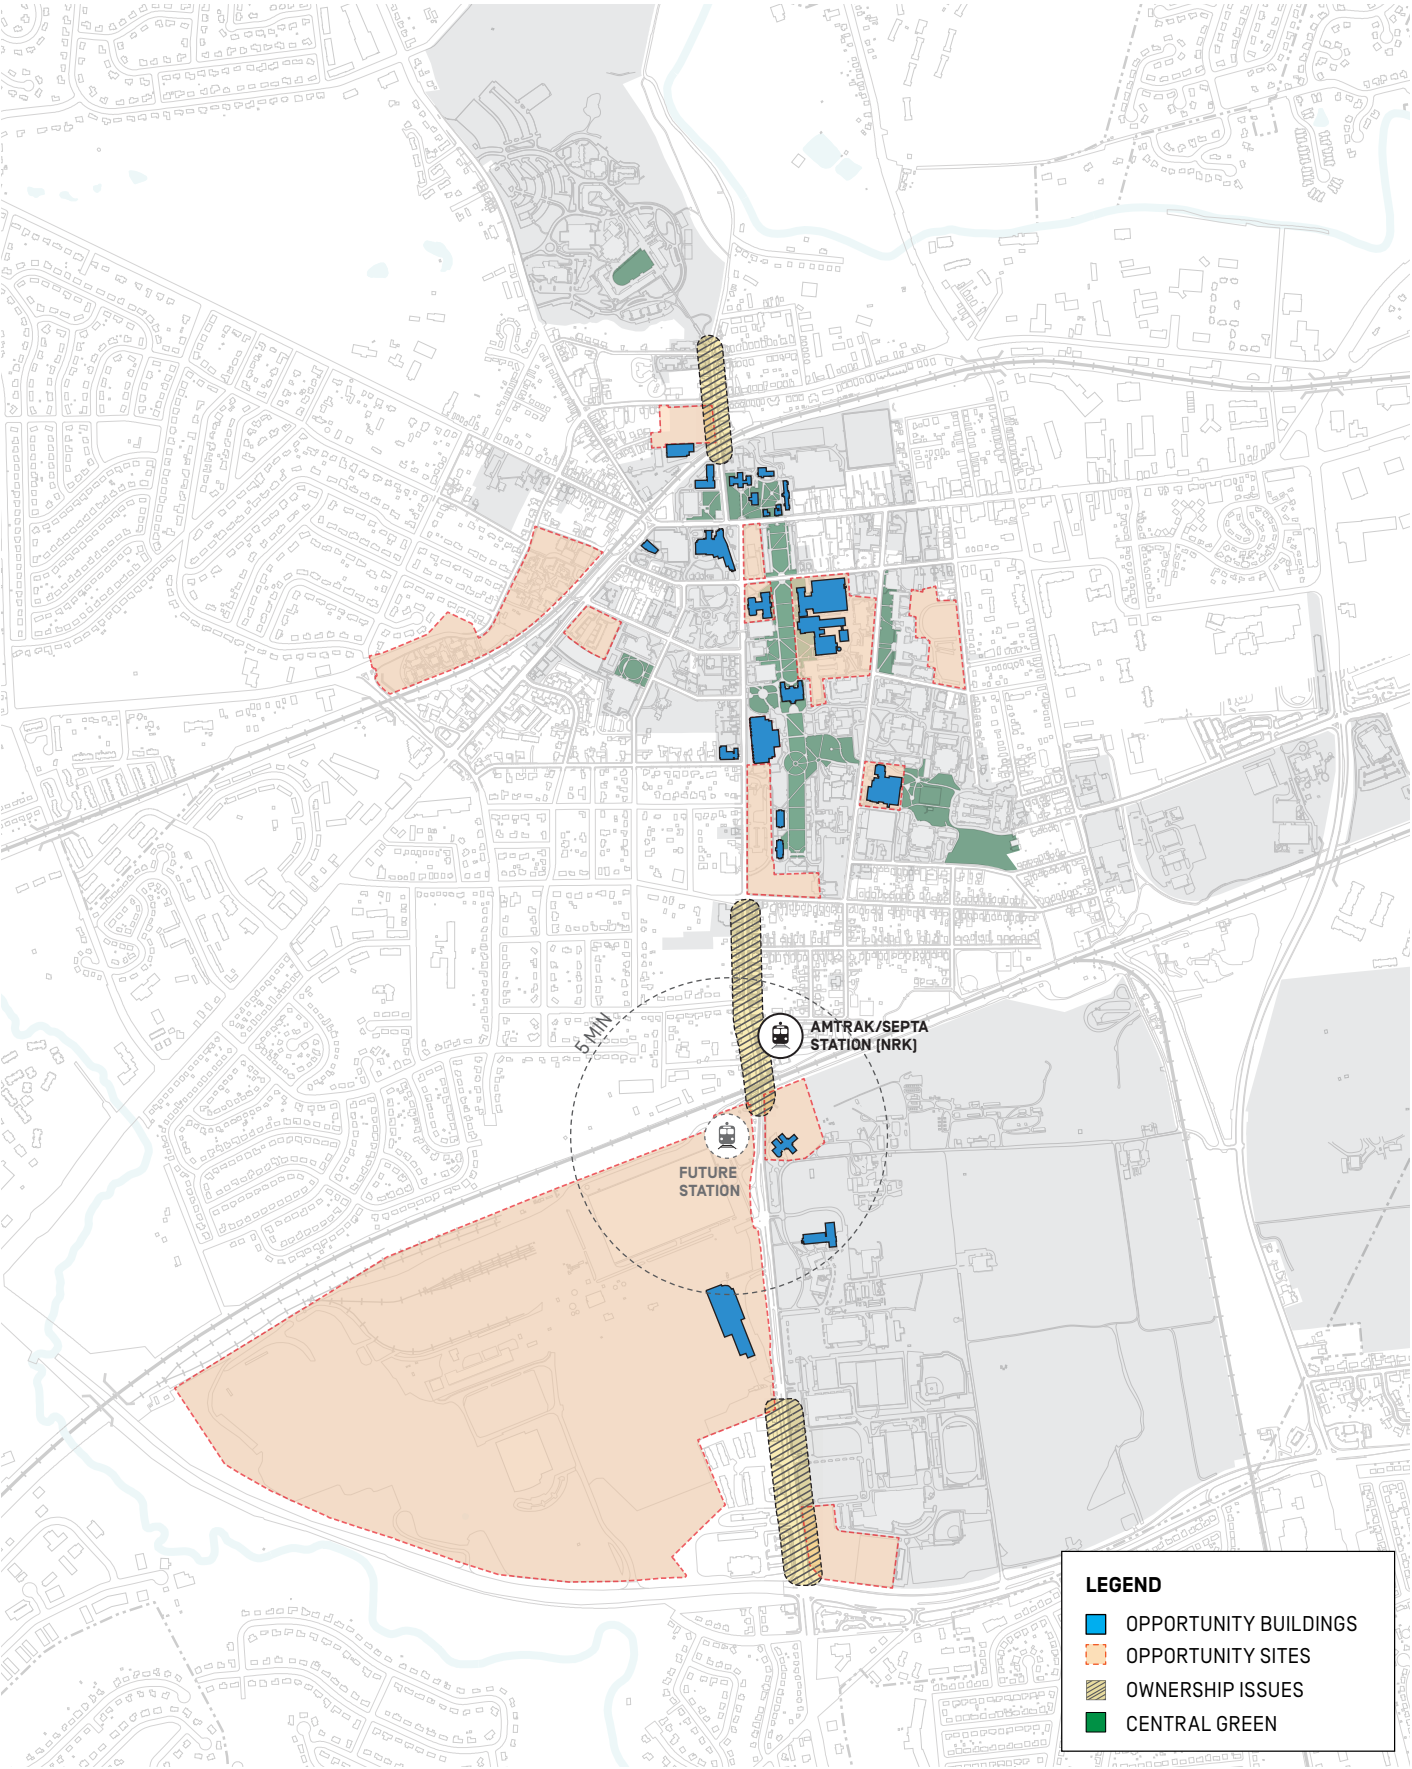 5 MIN
AMTRAK/SEPTA
STATION (NRK)
FUTURE
STATION
LEGEND
OPPORTUNITY BUILDINGS
OPPORTUNITY SITES
OWNERSHIP ISSUES
CENTRAL GREEN